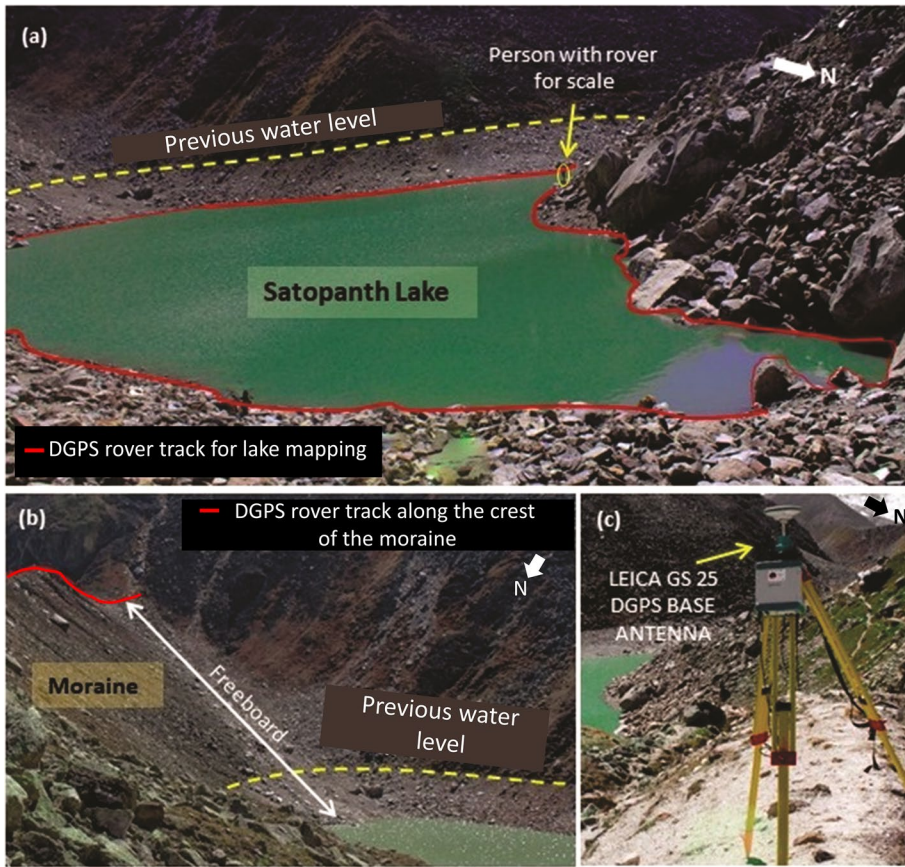 (a)
Person with rover
for scale
N
Previous water level
Satopanth Lake
DGPS rover track for lake mapping
(b)
DGPS rover track along the crest
of the moraine
N
Moraine
Freeboard
Previous water
level
(c)
N
LEICA GS 25
DGPS BASE
ANTENNA